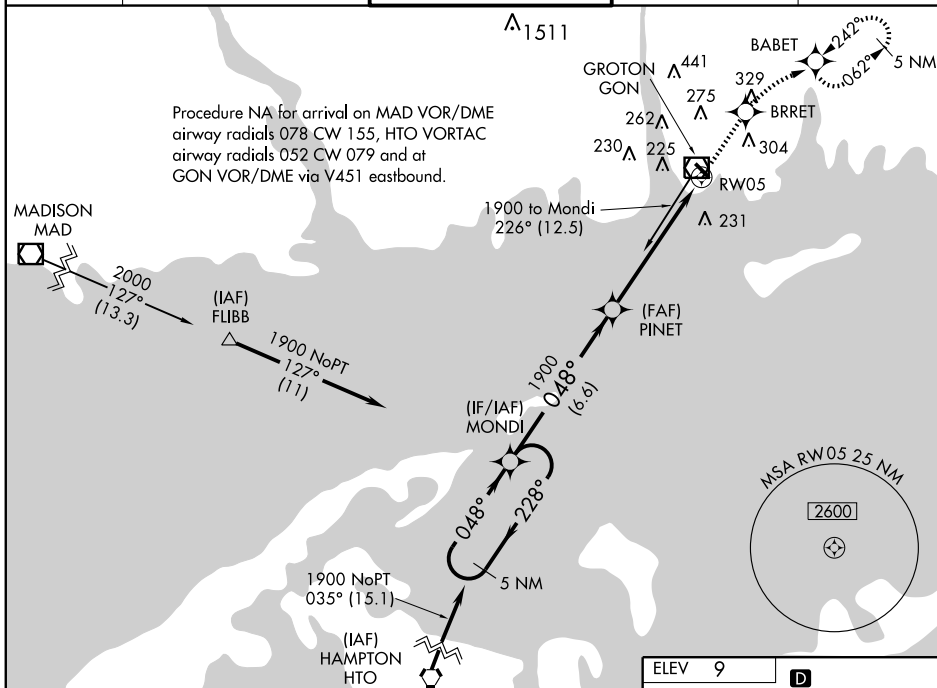 1511
BABET
242°
062°
5 NM
GROTON
GON
441
329
275
BRRET
262
304
230
225
Procedure NA for arrival on MAD VOR/DME
airway radials 078 CW 155, HTO VORTAC
airway radials 052 CW 079 and at
GON VOR/DME via V451 eastbound.
RW05
1900 to Mondi
226° (12.5)
231
MADISON
MAD
2000
127°
(13.3)
(IAF)
FLIBB
1900 NoPT
127°
(11)
(FAF)
PINET
1900
048°
(6.6)
(IF/IAF)
MONDI
048°
228°
5 NM
MSA RW05 25 NM
2600
1900 NoPT
035° (15.1)
(IAF)
HAMPTON
HTO
ELEV 9
D